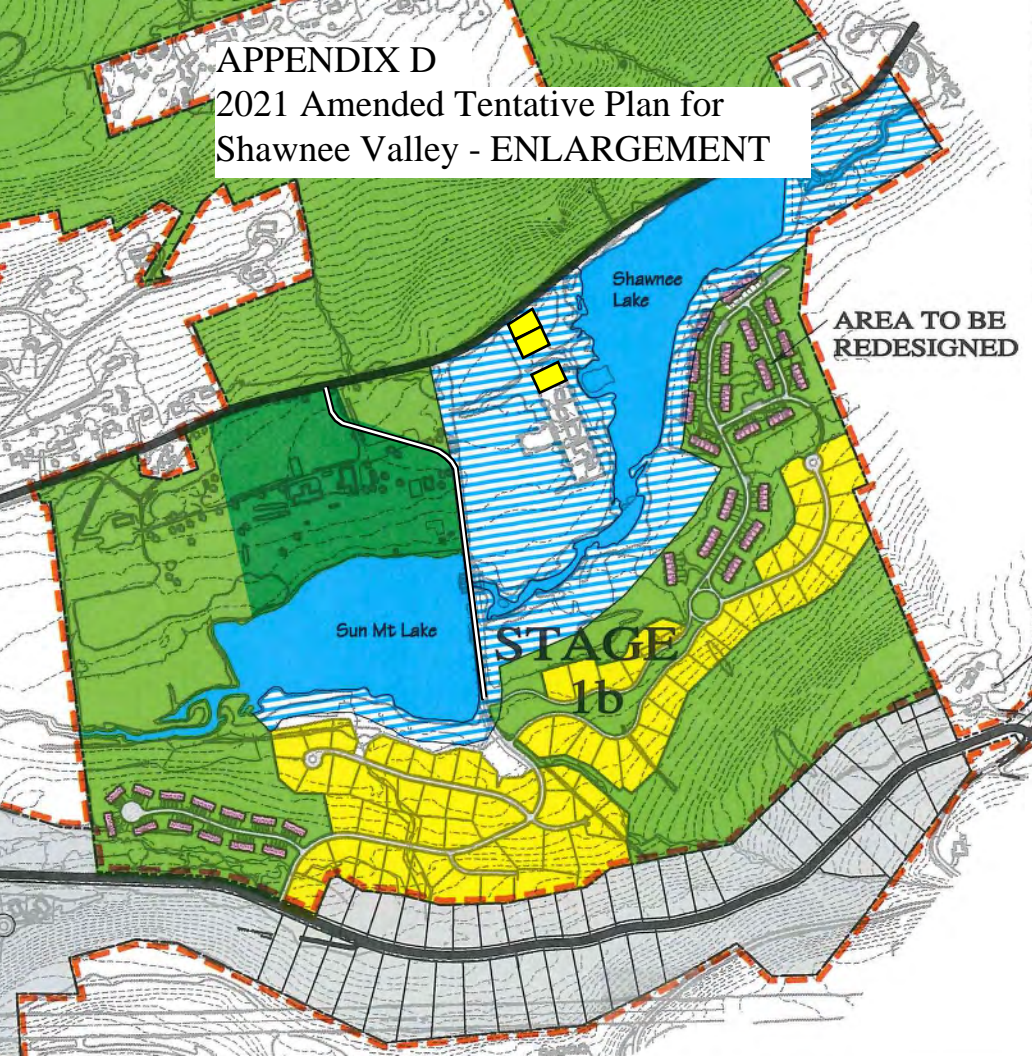 APPENDIX D
2021 Amended Tentative Plan for
Shawnee Valley - ENLARGEMENT
Shawnee
Lake
AREA TO BE
REDESIGNED
Sun Mt Lake
STAGE
1b